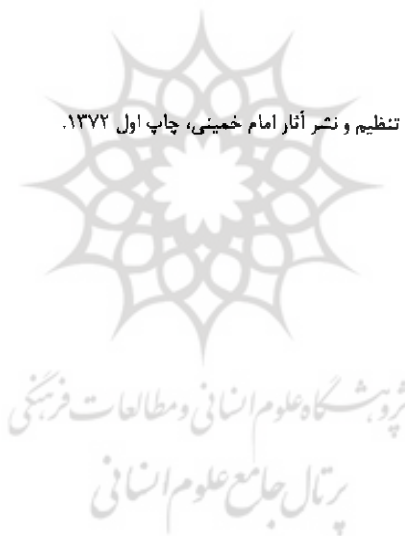 تنظیم و نشر آثار امام خمینی، چاپ اول ۱۳۷۲.
پژوهشگاه علوم انسانی و مطالعات فرهنگی
پرتال جامع علوم انسانی